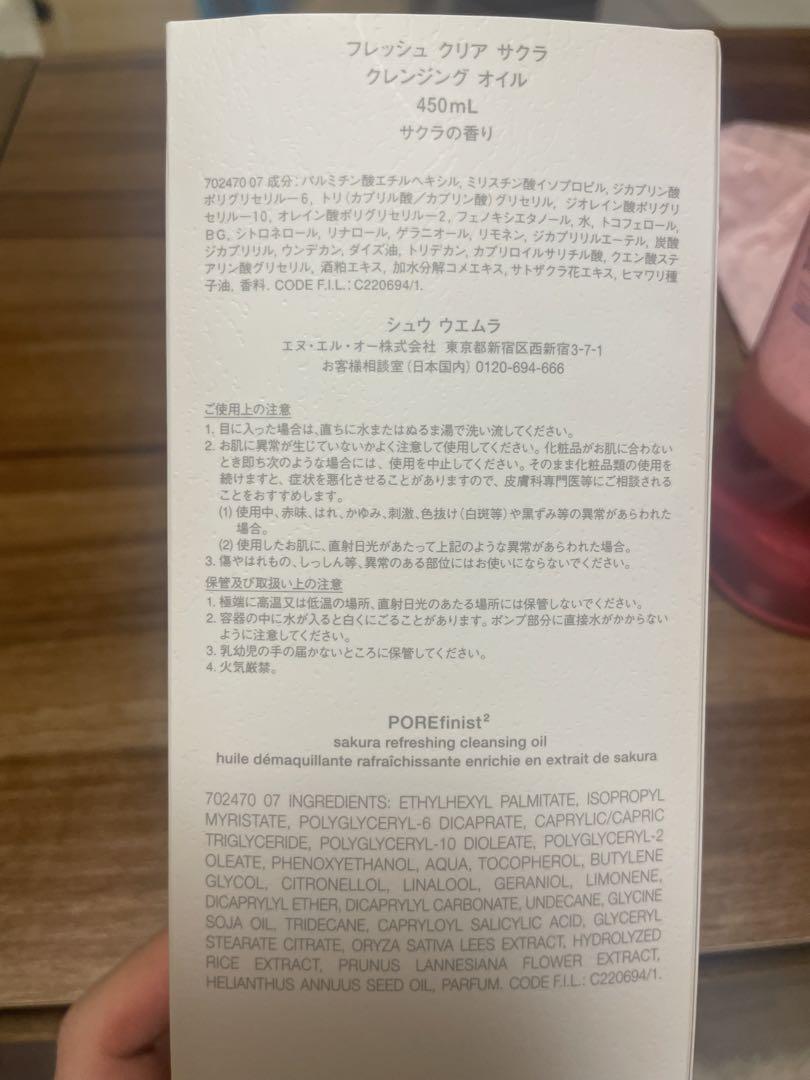 フレッシュ クリア サクラ
クレンジング オイル
450mL
サクラの香り
702470 07 成分: パルミチン酸エチルヘキシル, ミリスチン酸イソプロピル, ジカプリン酸
ポリグリセリル－6, トリ(カプリル酸／カプリン酸)グリセリル, ジオレイン酸ポリグリ
セリル－10, オレイン酸ポリグリセリル－2, フェノキシエタノール, 水, トコフェロール,
BG, シトロネロール, リナロール, ゲラニオール, リモネン, ジカプリリルエーテル, 炭酸
ジカプリリル, ウンデカン, ダイズ油, トリデカン, カプリロイルサリチル酸, クエン酸ステ
アリン酸グリセリル, 酒粕エキス, 加水分解コメエキス, サトザクラ花エキス, ヒマワリ種
子油, 香料. CODE F.I.L.: C220694/1.
シュウ ウエムラ
エヌ・エル・オー株式会社 東京都新宿区西新宿3-7-1
お客様相談室(日本国内) 0120-694-666
ご使用上の注意
1. 目に入った場合は、直ちに水またはぬるま湯で洗い流してください。
2. お肌に異常が生じていないかよく注意して使用してください。化粧品がお肌に合わない
とき即ち次のような場合には、使用を中止してください。そのまま化粧品類の使用を
続けますと、症状を悪化させることがありますので、皮膚科専門医等にご相談される
ことをおすすめします。
(1) 使用中、赤味、はれ、かゆみ、刺激、色抜け(白斑等)や黒ずみ等の異常があらわれた
場合。
(2) 使用したお肌に、直射日光があたって上記のような異常があらわれた場合。
3. 傷やはれもの、しっしん等、異常のある部位にはお使いにならないでください。
保管及び取扱い上の注意
1. 極端に高温又は低温の場所、直射日光のあたる場所には保管しないでください。
2. 容器の中に水が入ると白くにごることがあります。ポンプ部分に直接水がかからない
ように注意してください。
3. 乳幼児の手の届かないところに保管してください。
4. 火気厳禁。
POREfinist²
sakura refreshing cleansing oil
huile démaquillante rafraîchissante enrichie en extrait de sakura
702470 07 INGREDIENTS: ETHYLHEXYL PALMITATE, ISOPROPYL
MYRISTATE, POLYGLYCERYL-6 DICAPRATE, CAPRYLIC/CAPRIC
TRIGLYCERIDE, POLYGLYCERYL-10 DIOLEATE, POLYGLYCERYL-2
OLEATE, PHENOXYETHANOL, AQUA, TOCOPHEROL, BUTYLENE
GLYCOL, CITRONELLOL, LINALOOL, GERANIOL, LIMONENE,
DICAPRYLYL ETHER, DICAPRYLYL CARBONATE, UNDECANE, GLYCINE
SOJA OIL, TRIDECANE, CAPRYLOYL SALICYLIC ACID, GLYCERYL
STEARATE CITRATE, ORYZA SATIVA LEES EXTRACT, HYDROLYZED
RICE EXTRACT, PRUNUS LANNESIANA FLOWER EXTRACT,
HELIANTHUS ANNUUS SEED OIL, PARFUM. CODE F.I.L.: C220694/1.